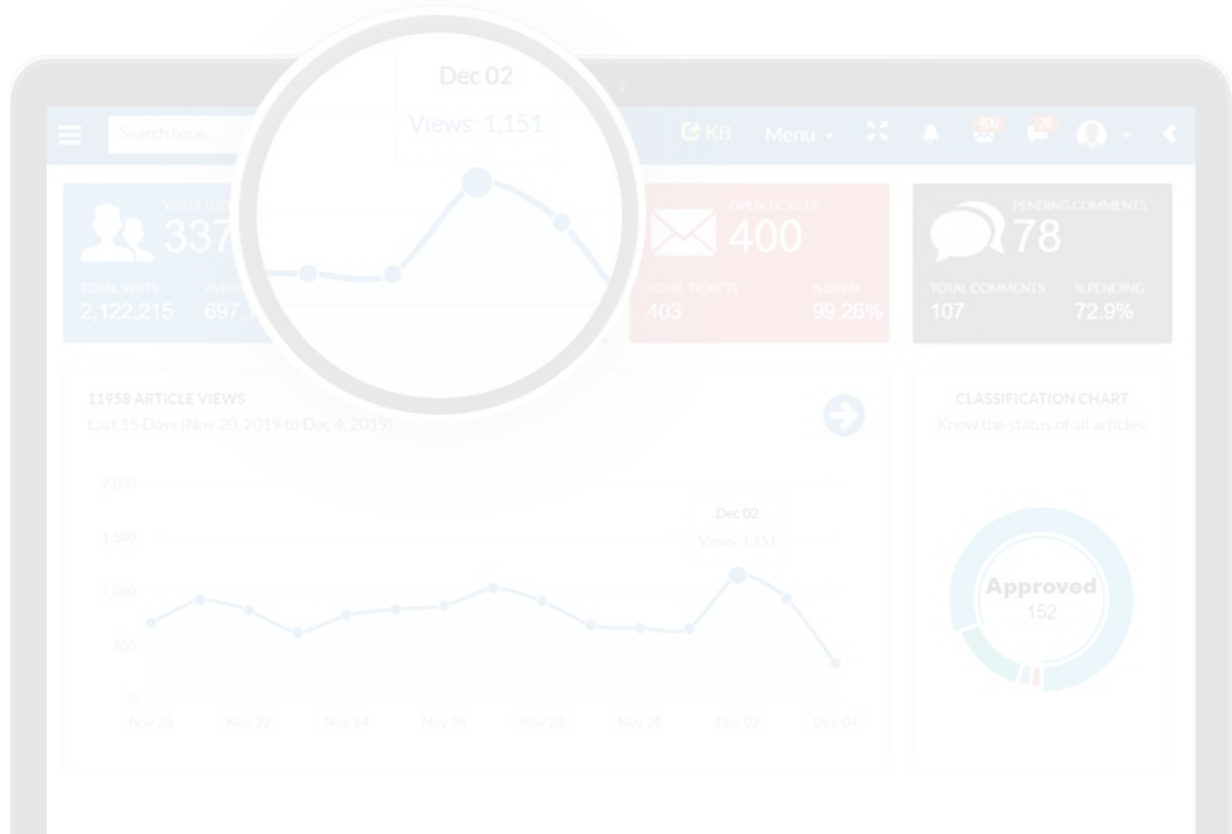 Dec 02
Views: 1,151
Search here...
KB
Menu
400
78
VISITS
337
TOTAL VISITS
2,122,215
697.1
OPEN TICKETS
400
TOTAL TICKETS
% OPEN
403
99.26%
PENDING COMMENTS
78
TOTAL COMMENTS
% PENDING
107
72.9%
11958 ARTICLE VIEWS
Last 15 Days (Nov 20, 2019 to Dec 4, 2019)
2,000
1,500
1,000
500
0
Dec 02
Views: 1,151
Nov 20
Nov 22
Nov 24
Nov 26
Nov 28
Nov 30
Dec 02
Dec 04
CLASSIFICATION CHART
Know the status of all articles.
Approved
152